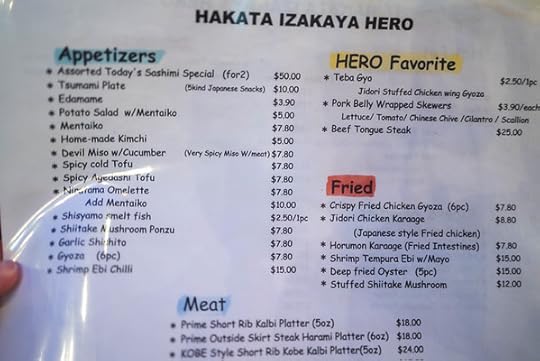 HAKATA IZAKAYA HERO
Appetizers
* Assorted Today's Sashimi Special (for2) $50.00
* Tsumami Plate (5kind Japanese Snacks) $10.00
* Edamame $3.90
* Potato Salad w/Mentaiko $5.00
* Mentaiko $7.80
* Home-made Kimchi $5.00
* Devil Miso w/Cucumber (Very Spicy Miso W/meat) $7.80
* Spicy cold Tofu $7.80
* Spicy Agedashi Tofu $7.80
* Niratama Omelette $7.80
Add Mentaiko $10.00
* Shisyamo smelt fish $2.50/1pc
* Shiitake Mushroom Ponzu $7.80
* Garlic Shishito $7.80
* Gyoza (6pc) $7.80
* Shrimp Ebi Chilli $15.00
HERO Favorite
* Teba Gyo $2.50/1pc
Jidori Stuffed Chicken wing Gyoza
* Pork Belly Wrapped Skewers $3.90/each
Lettuce/ Tomato/ Chinese Chive /Cilantro / Scallion
* Beef Tongue Steak $25.00
Fried
* Crispy Fried Chicken Gyoza (6pc) $7.80
* Jidori Chicken Karaage $8.80
(Japanese style Fried chicken)
* Horumon Karaage (Fried Intestines) $7.80
* Shrimp Tempura Ebi w/Mayo $15.00
* Deep fried Oyster (5pc) $15.00
* Stuffed Shiitake Mushroom $12.00
Meat
* Prime Short Rib Kalbi Platter (5oz) $18.00
* Prime Outside Skirt Steak Harami Platter (6oz) $18.00
* KOBE Style Short Rib Kobe Kalbi Platter(5oz) $24.00